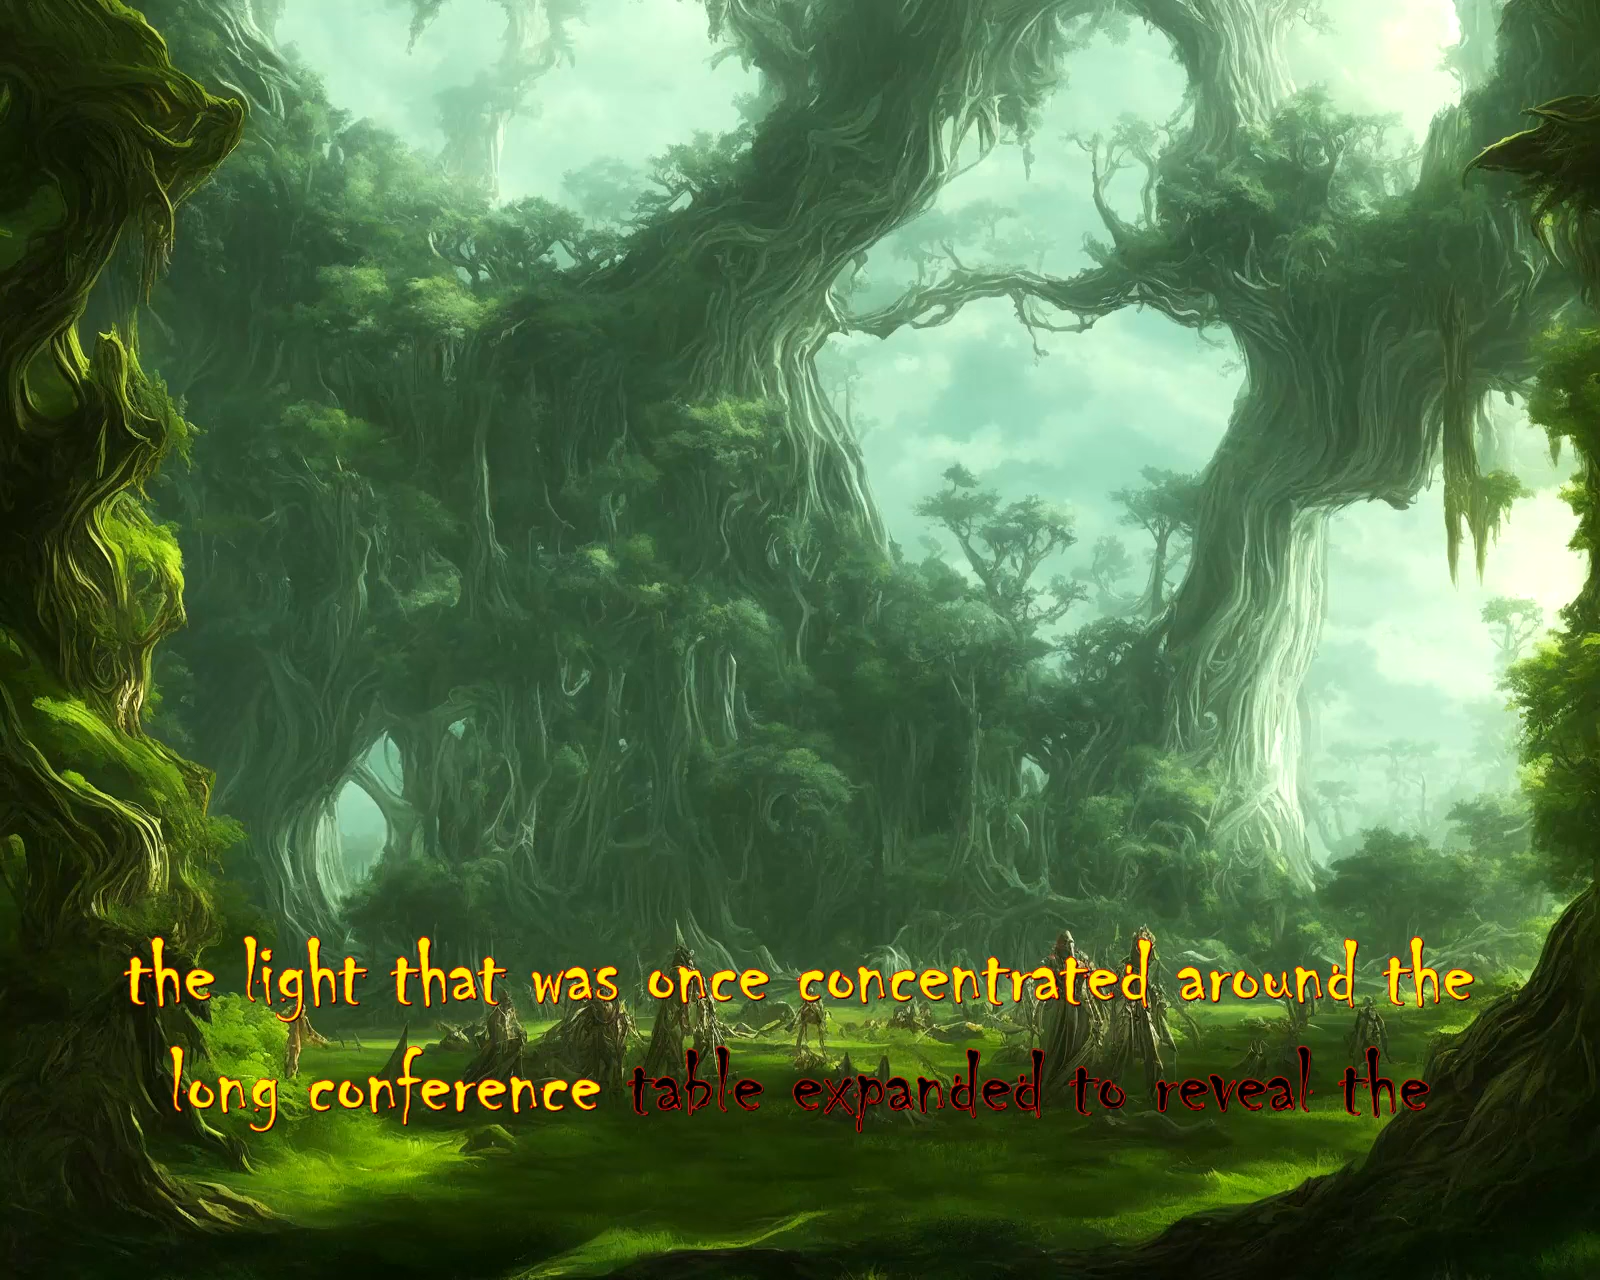 the light that was once concentrated around the
long conference table expanded to reveal the